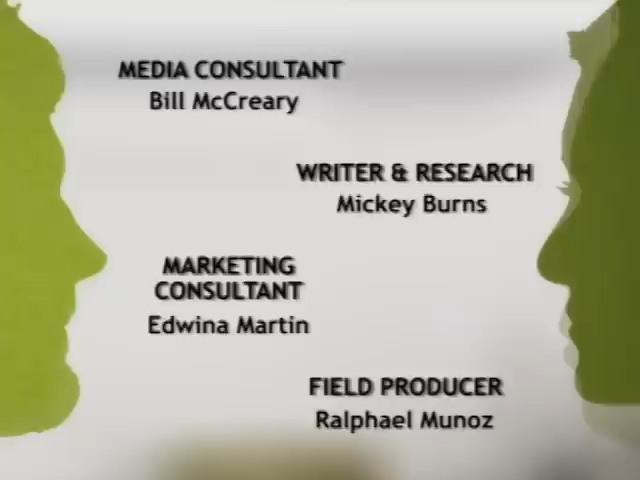 MEDIA CONSULTANT
Bill McCreary
WRITER & RESEARCH
Mickey Burns
MARKETING
CONSULTANT
Edwina Martin
FIELD PRODUCER
Ralphael Munoz